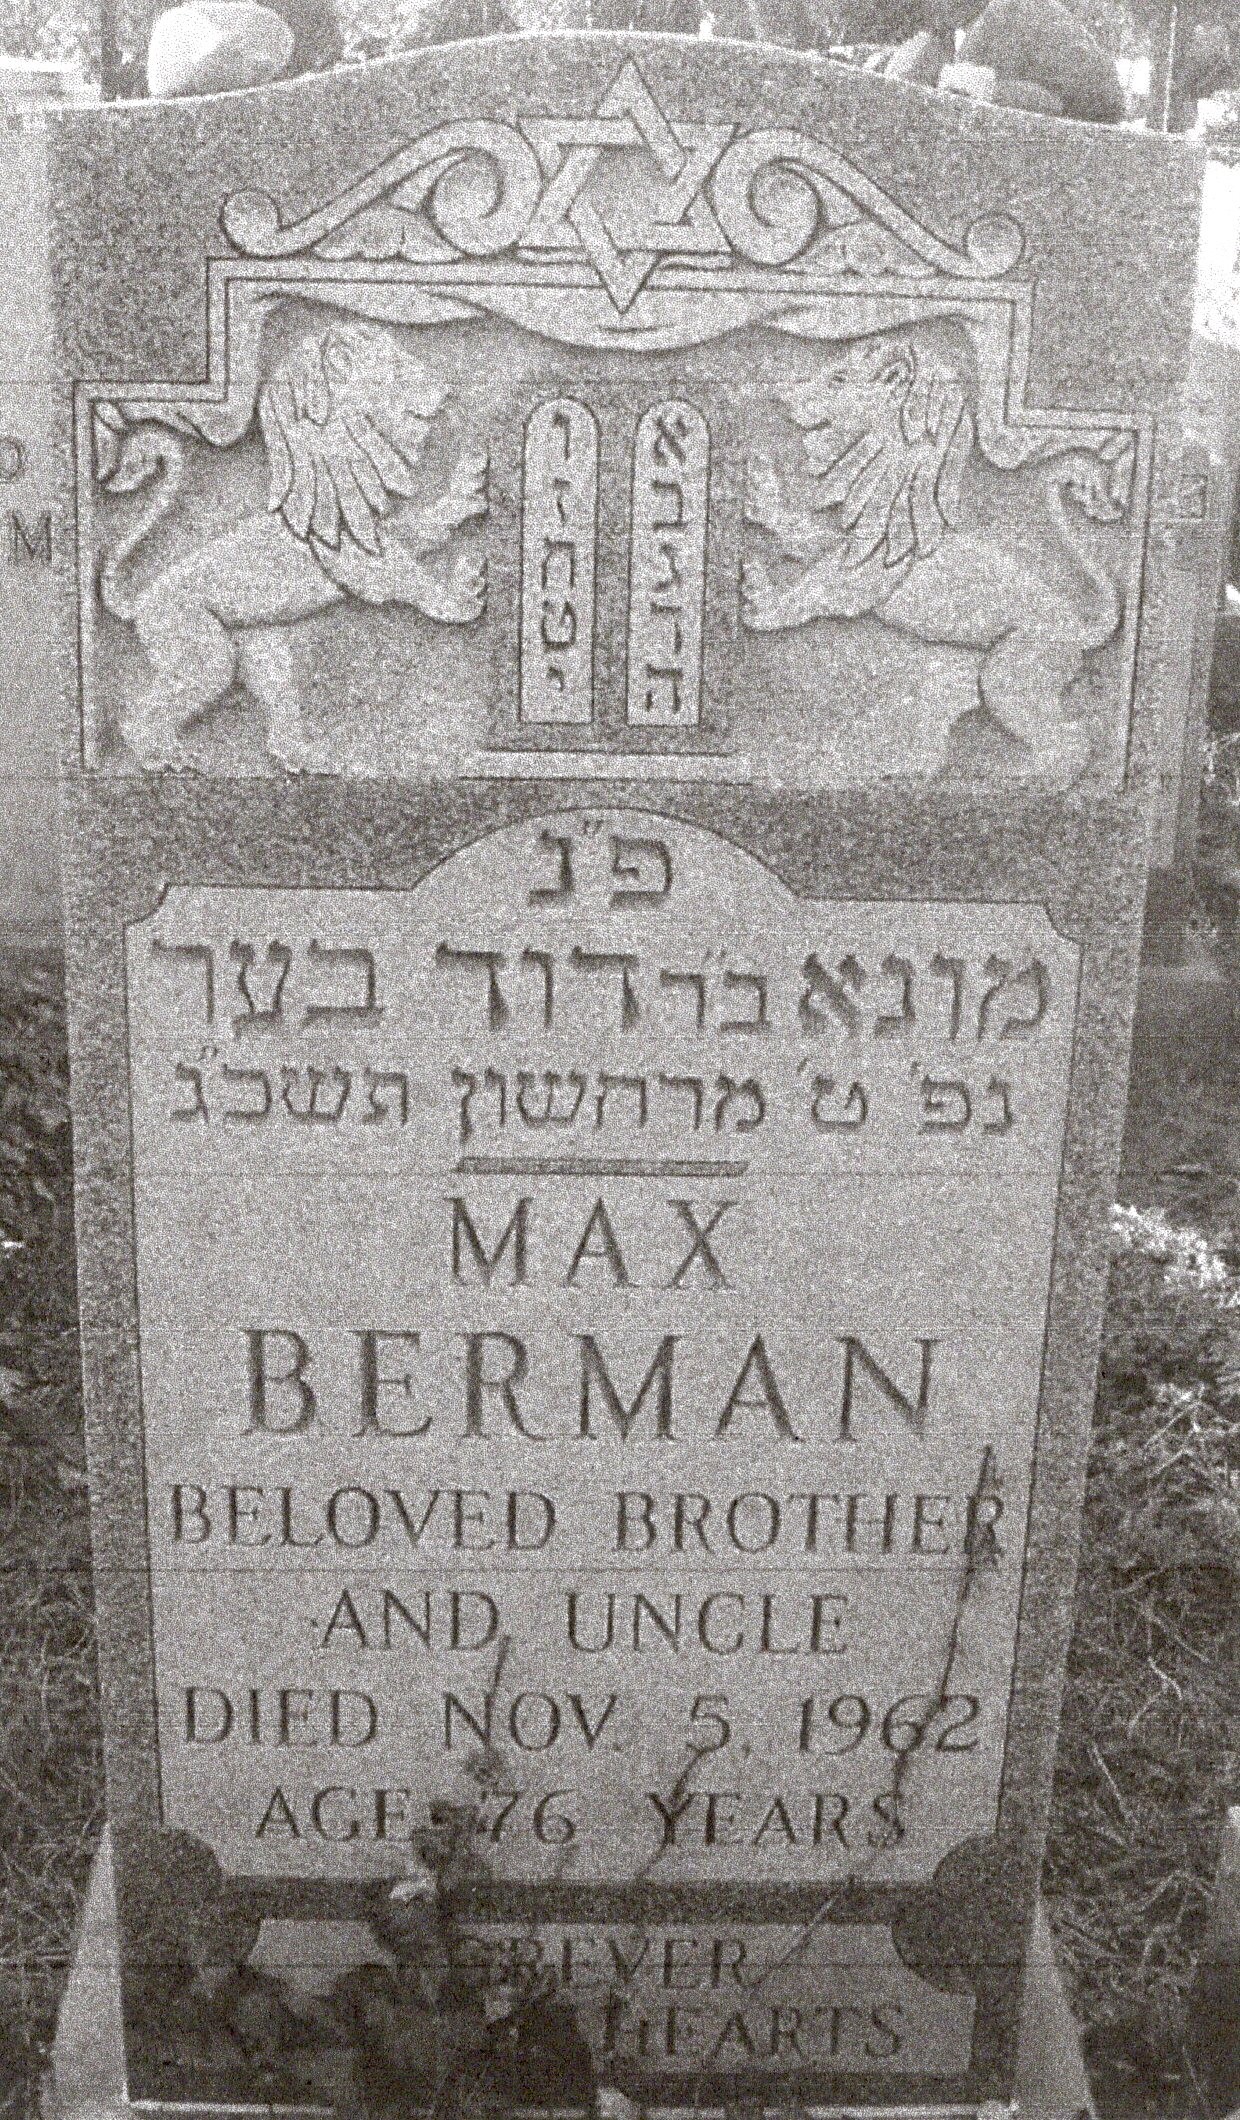 א
ב
ג
ד
ה
ו
ז
ח
ט
י
פ"נ
מונא ב"ר דוד בער
נפ' ט' מרחשון תשכ"ג
MAX
BERMAN
BELOVED BROTHER
AND UNCLE
DIED NOV. 5, 1962
AGE 76 YEARS
FOREVER
HEARTS